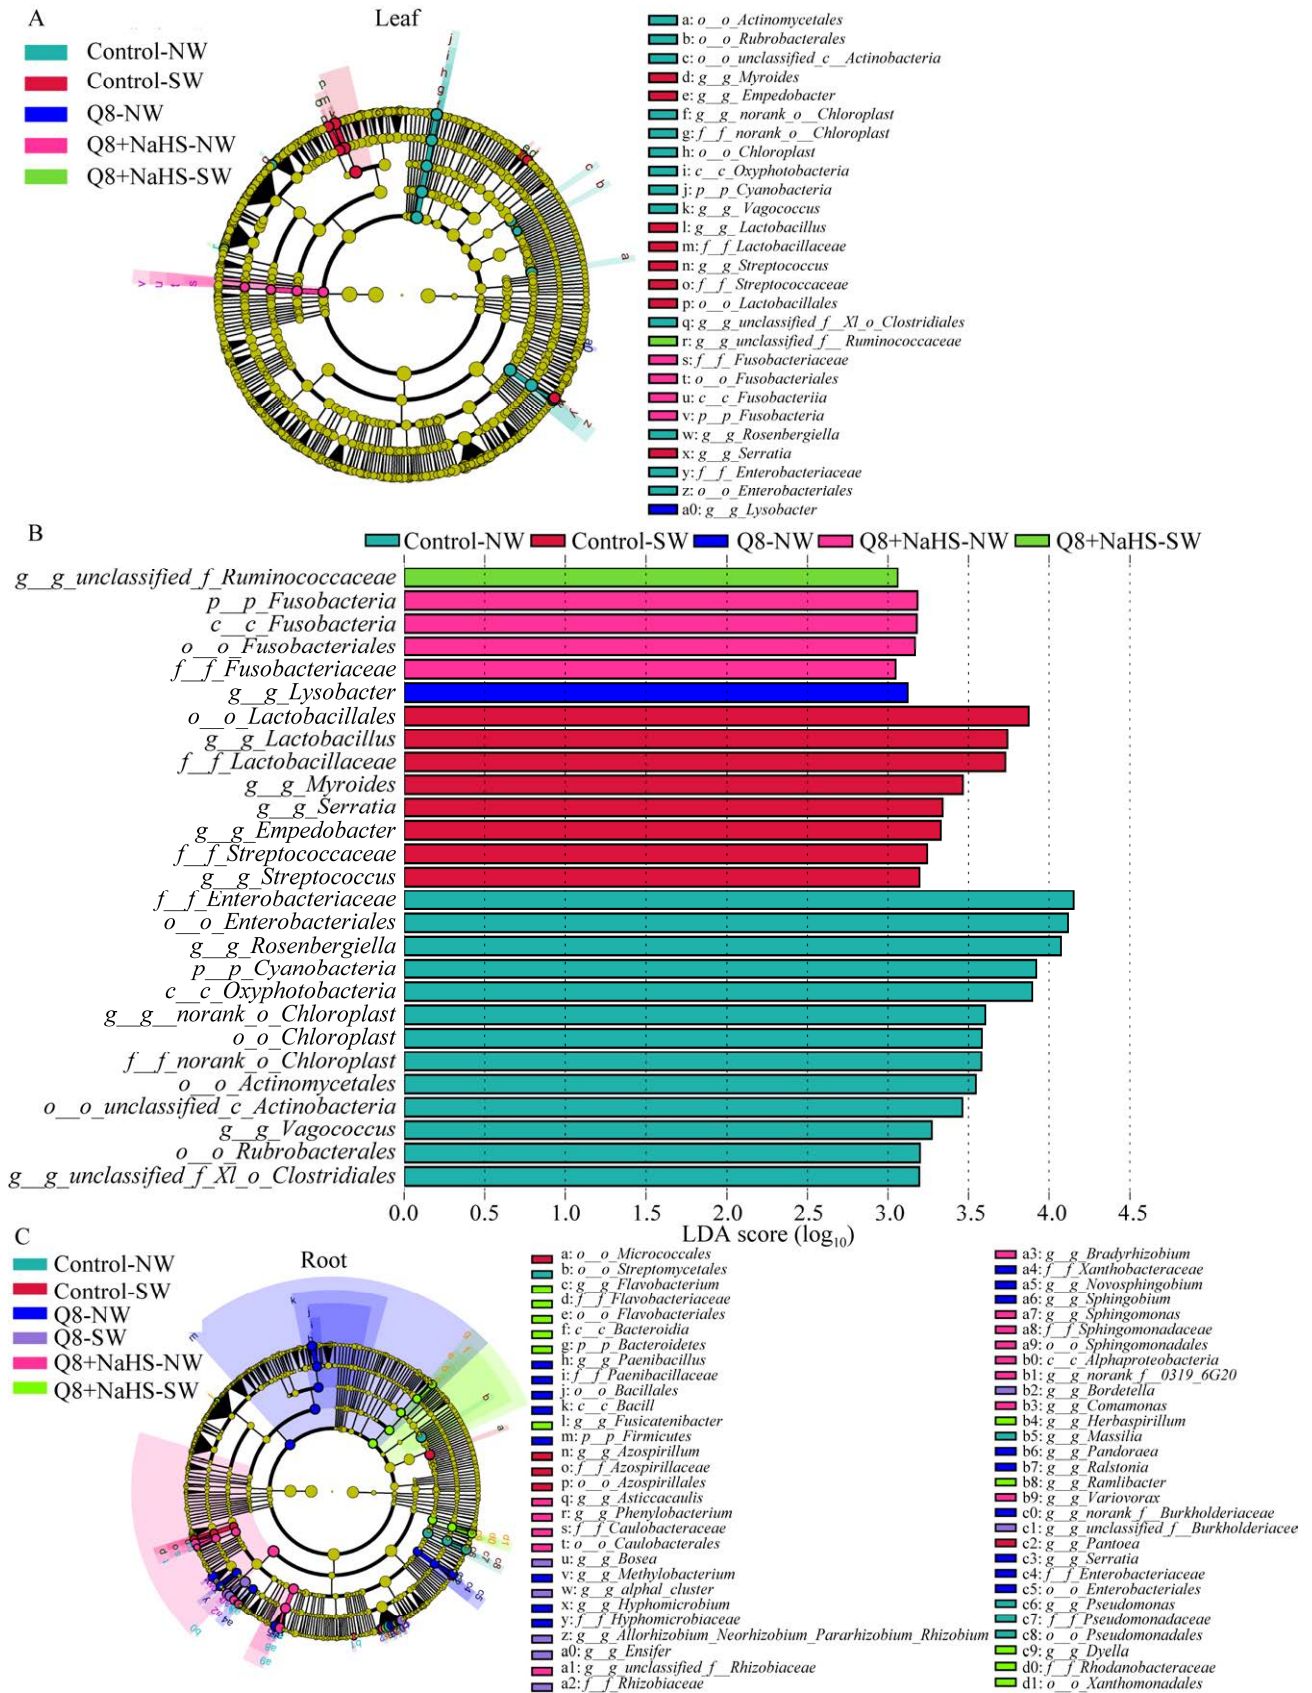 A
Leaf
Control-NW
Control-SW
Q8-NW
Q8+NaHS-NW
Q8+NaHS-SW
a: o__o_Actinomycetales
b: o__o_Rubrobacterales
c: o__o_unclassified_c__Actinobacteria
d: g__g_Myroides
e: g__g_Empedobacter
f: g__g_norank_o__Chloroplast
g: f__f_norank_o__Chloroplast
h: o__o_Chloroplast
i: c__c_Oxyphotobacteria
j: p__p_Cyanobacteria
k: g__g_Vagococcus
l: g__g_Lactobacillus
m: f__f_Lactobacillaceae
n: g__g_Streptococcus
o: f__f_Streptococcaceae
p: o__o_Lactobacillales
q: g__g_unclassified_f__Xl_o_Clostridiales
r: g__g_unclassified_f__Ruminococcaceae
s: f__f_Fusobacteriaceae
t: o__o_Fusobacteriales
u: c__c_Fusobacteriia
v: p__p_Fusobacteria
w: g__g_Rosenbergiella
x: g__g_Serratia
y: f__f_Enterobacteriaceae
z: o__o_Enterobacteriales
a0: g__g_Lysobacter
B
Control-NW Control-SW Q8-NW Q8+NaHS-NW Q8+NaHS-SW
g__g_unclassified_f_Ruminococcaceae
p__p_Fusobacteria
c__c_Fusobacteria
o__o_Fusobacteriales
f__f_Fusobacteriaceae
g__g_Lysobacter
o__o_Lactobacillales
g__g_Lactobacillus
f__f_Lactobacillaceae
g__g_Myroides
g__g_Serratia
g__g_Empedobacter
f__f_Streptococcaceae
g__g_Streptococcus
f__f_Enterobacteriaceae
o__o_Enterobacteriales
g__g_Rosenbergiella
p__p_Cyanobacteria
c__c_Oxyphotobacteria
g__g__norank_o_Chloroplast
o_o_Chloroplast
f__f_norank_o_Chloroplast
o__o_Actinomycetales
o__o_unclassified_c_Actinobacteria
g__g_Vagococcus
o__o_Rubrobacterales
g__g_unclassified_f_Xl_o_Clostridiales
0.0 0.5 1.0 1.5 2.0 2.5 3.0 3.5 4.0 4.5
LDA score (log10)
C
Root
Control-NW
Control-SW
Q8-NW
Q8-SW
Q8+NaHS-NW
Q8+NaHS-SW
a: o__o_Micrococcales
b: o__o_Streptomycetales
c: g__g_Flavobacterium
d: f__f_Flavobacteriaceae
e: o__o_Flavobacteriales
f: c__c_Bacteroidia
g: p__p_Bacteroidetes
h: g__g_Paenibacillus
i: f__f_Paenibacillaceae
j: o__o_Bacillales
k: c__c_Bacill
l: g__g_Fusicatenibacter
m: p__p_Firmicutes
n: g__g_Azospirillum
o: f__f_Azospirillaceae
p: o__o_Azospirillales
q: g__g_Asticcacaulis
r: g__g_Phenylobacterium
s: f__f_Caulobacteraceae
t: o__o_Caulobacterales
u: g__g_Bosea
v: g__g_Methylobacterium
w: g__g_alphal_cluster
x: g__g_Hyphomicrobium
y: f__f_Hyphomicrobiaceae
z: g__g_Allorhizobium_Neorhizobium_Pararhizobium_Rhizobium
a0: g__g_Ensifer
a1: g__g_unclassified_f__Rhizobiaceae
a2: f__f_Rhizobiaceae
a3: g__g_Bradyrhizobium
a4: f__f_Xanthobacteraceae
a5: g__g_Novosphingobium
a6: g__g_Sphingobium
a7: g__g_Sphingomonas
a8: f__f_Sphingomonadaceae
a9: o__o_Sphingomonadales
b0: c__c_Alphaproteobacteria
b1: g__g_norank_f__0319_6G20
b2: g__g_Bordetella
b3: g__g_Comamonas
b4: g__g_Herbaspirillum
b5: g__g_Massilia
b6: g__g_Pandoraea
b7: g__g_Ralstonia
b8: g__g_Ramlibacter
b9: g__g_Variovorax
c0: g__g_norank_f__Burkholderiaceae
c1: g__g_unclassified_f__Burkholderiacee
c2: g__g_Pantoea
c3: g__g_Serratia
c4: f__f_Enterobacteriaceae
c5: o__o_Enterobacteriales
c6: g__g_Pseudomonas
c7: f__f_Pseudomonadaceae
c8: o__o_Pseudomonadales
c9: g__g_Dyella
d0: f__f_Rhodanobacteraceae
d1: o__o_Xanthomonadales